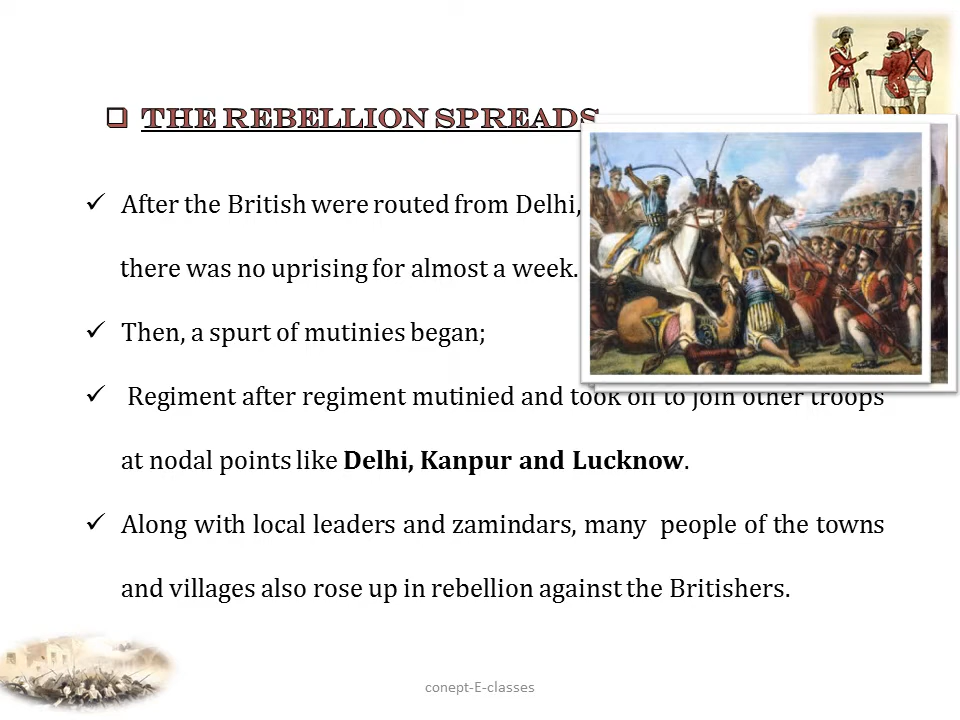 THE REBELLION SPREADS
After the British were routed from Delhi,
there was no uprising for almost a week.
Then, a spurt of mutinies began;
Regiment after regiment mutinied and took off to join other troops
at nodal points like Delhi, Kanpur and Lucknow.
Along with local leaders and zamindars, many people of the towns
and villages also rose up in rebellion against the Britishers.
conept-E-classes